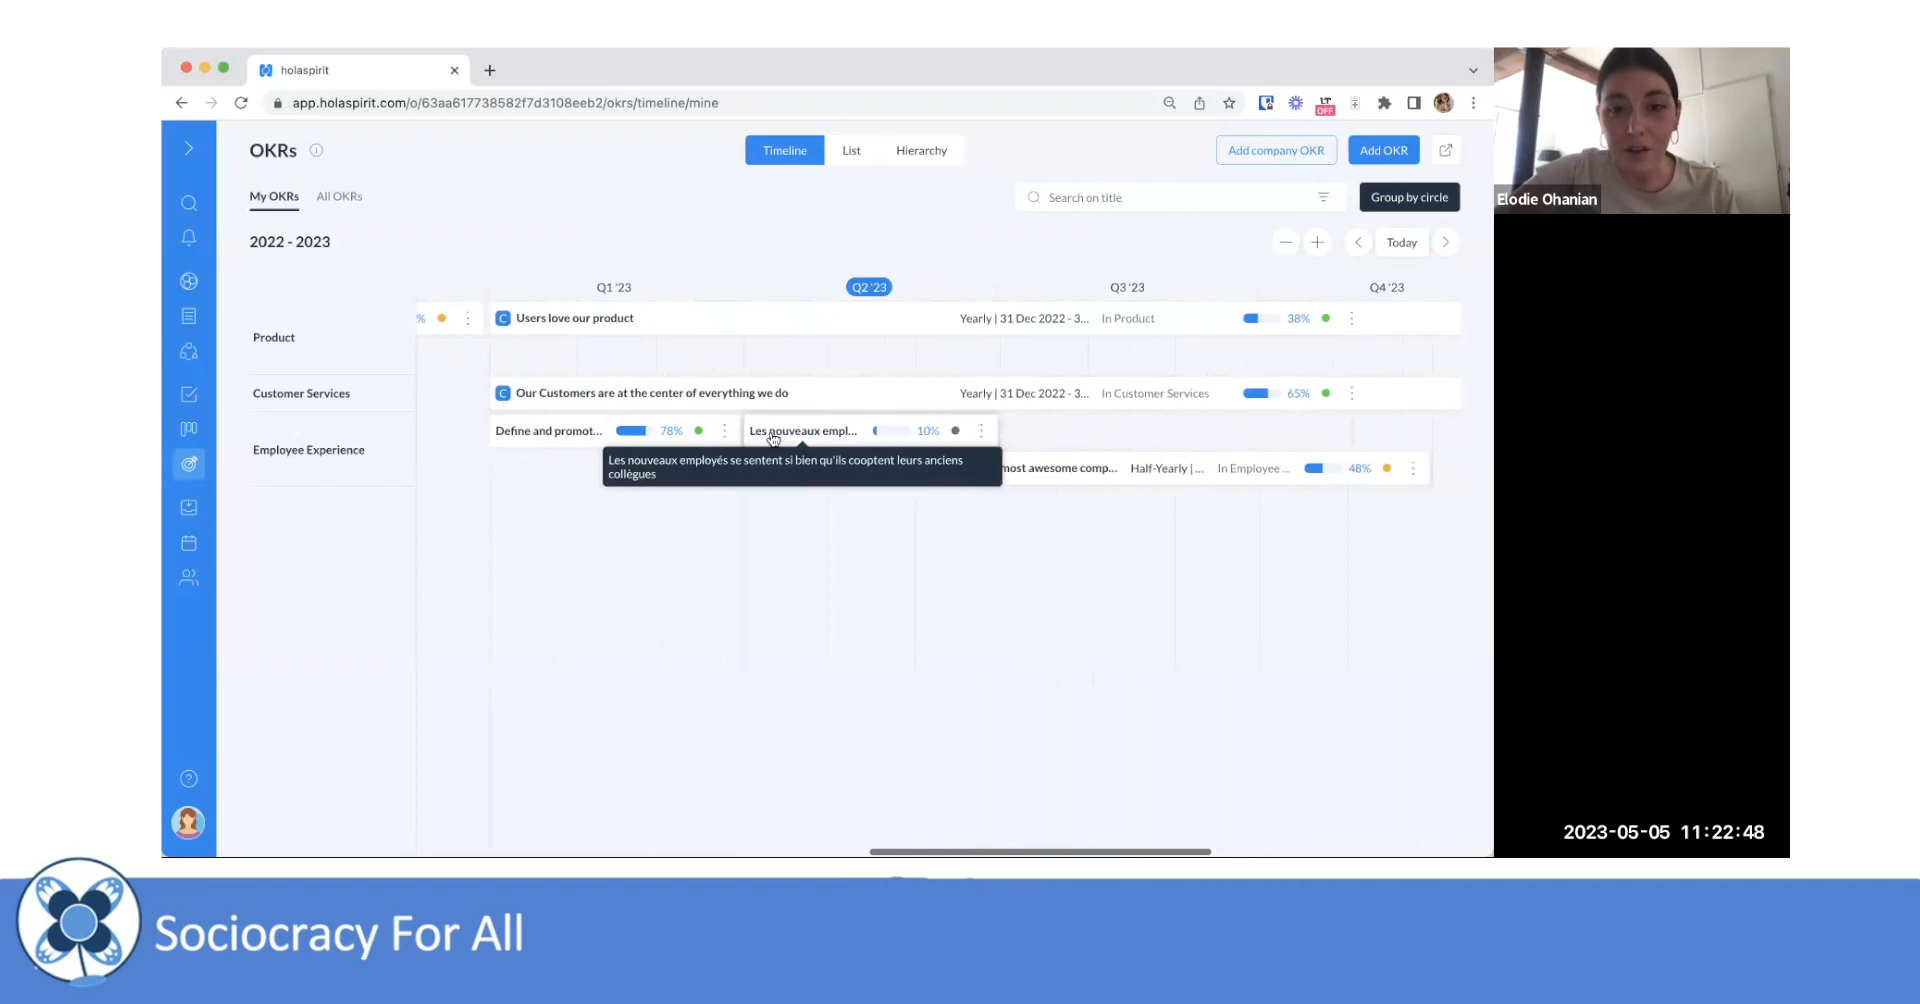 holaspirit
app.holaspirit.com/o/63aa617738582f7d3108eeb2/okrs/timeline/mine
LT
OFF
OKRs
Timeline
List
Hierarchy
Add company OKR
Add OKR
Elodie Ohanian
My OKRs
All OKRs
Search on title
Group by circle
2022 - 2023
Today
Q1 '23
Q2 '23
Q3 '23
Q4 '23
Product
%
C Users love our product
Yearly | 31 Dec 2022 - 3...
In Product
38%
Customer Services
C Our Customers are at the center of everything we do
Yearly | 31 Dec 2022 - 3...
In Customer Services
65%
Employee Experience
Define and promot...
78%
Les nouveaux empl...
10%
Les nouveaux employés se sentent si bien qu'ils cooptent leurs anciens
collègues
most awesome comp...
Half-Yearly | ...
In Employee ...
48%
2023-05-05 11:22:48
Sociocracy For All